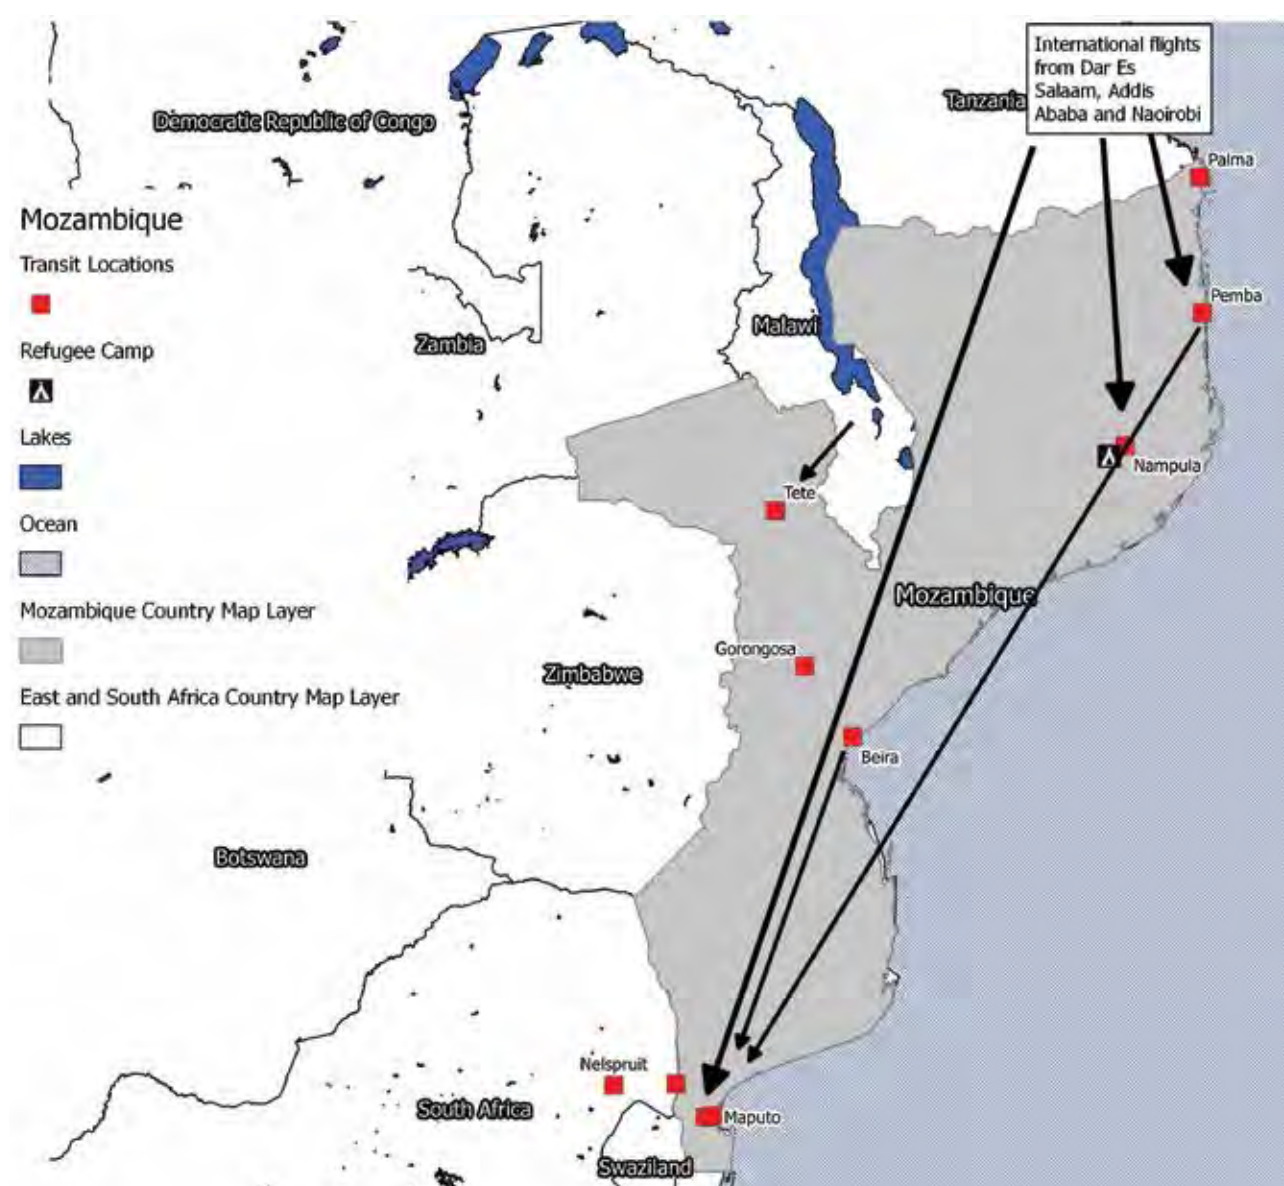 International flights
from Dar Es
Salaam, Addis
Ababa and Naoirobi
Tanzania
Democratic Republic of Congo
Palma
Mozambique
Transit Locations
Refugee Camp
Lakes
Ocean
Mozambique Country Map Layer
East and South Africa Country Map Layer
Pemba
Malawi
Zambia
Nampula
Tete
Mozambique
Gorongosa
Zimbabwe
Beira
Botswana
Nelspruit
South Africa
Maputo
Swaziland